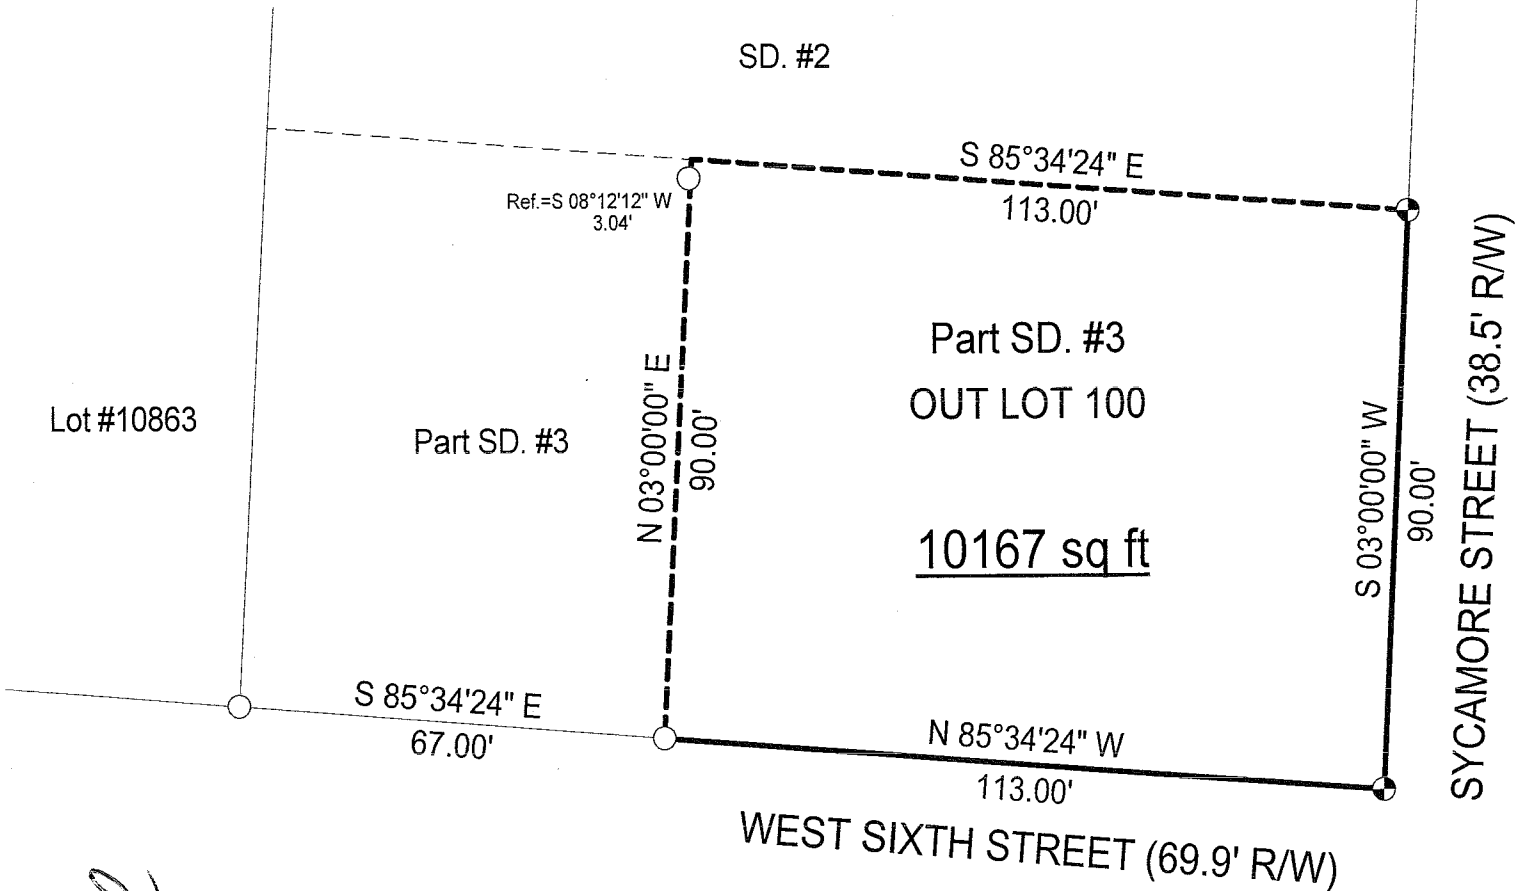 SD. #2
S 85°34'24" E
113.00'
Ref.=S 08°12'12" W
3.04'
Part SD. #3
OUT LOT 100
10167 sq ft
N 03°00'00" E
90.00'
S 03°00'00" W
90.00'
SYCAMORE STREET (38.5' R/W)
Lot #10863
Part SD. #3
S 85°34'24" E
67.00'
N 85°34'24" W
113.00'
WEST SIXTH STREET (69.9' R/W)